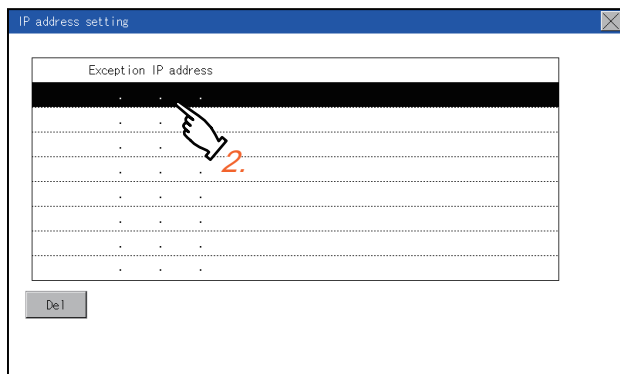 IP address setting
Exception IP address
. . .
. . .
. . .
. . .
2.
. . .
. . .
. . .
. . .
Del